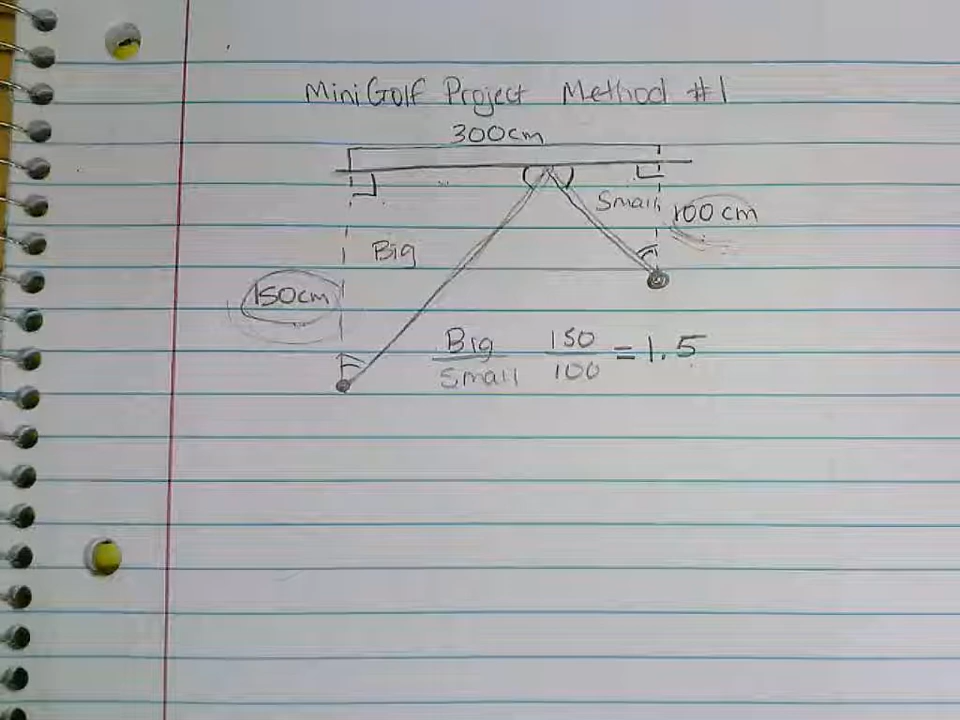 Mini Golf Project Method #1
300cm
Small 100 cm
Big
150cm
Big 150 = 1.5
Small 100